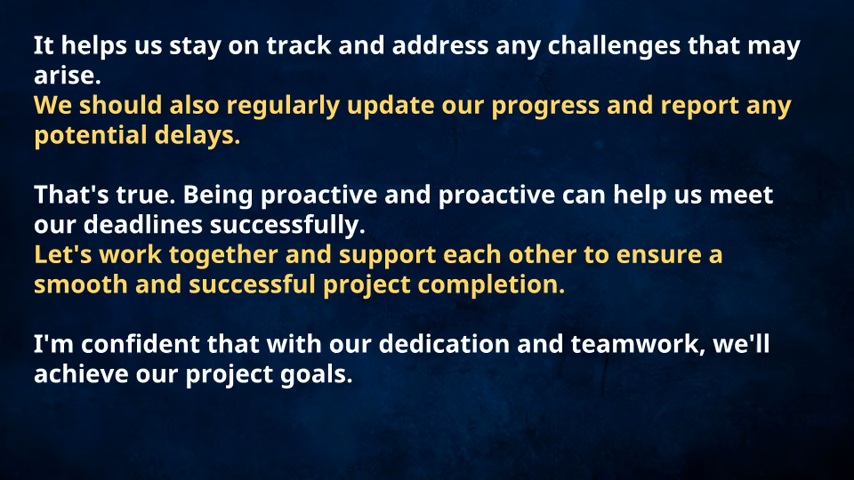 It helps us stay on track and address any challenges that may
arise.
We should also regularly update our progress and report any
potential delays.
That's true. Being proactive and proactive can help us meet
our deadlines successfully.
Let's work together and support each other to ensure a
smooth and successful project completion.
I'm confident that with our dedication and teamwork, we'll
achieve our project goals.